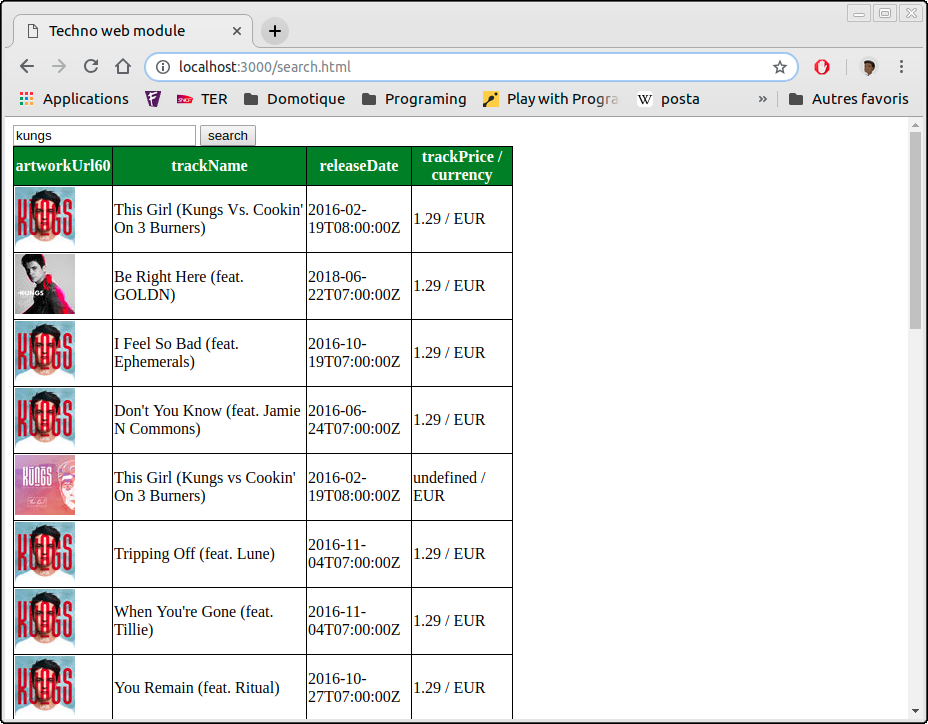 Techno web module
localhost:3000/search.html
Applications
SNCF TER
Domotique
Programing
Play with Progra
W posta
»
Autres favoris
kungs
search
artworkUrl60 trackName releaseDate trackPrice /
currency
KUNGS
This Girl (Kungs Vs. Cookin'
On 3 Burners)
2016-02-
19T08:00:00Z
1.29 / EUR
KUNGS
Be Right Here (feat.
GOLDN)
2018-06-
22T07:00:00Z
1.29 / EUR
KUNGS
I Feel So Bad (feat.
Ephemerals)
2016-10-
19T07:00:00Z
1.29 / EUR
KUNGS
Don't You Know (feat. Jamie
N Commons)
2016-06-
24T07:00:00Z
1.29 / EUR
KUNGS
This Girl (Kungs vs Cookin'
On 3 Burners)
2016-02-
19T08:00:00Z
undefined /
EUR
KUNGS
Tripping Off (feat. Lune)
2016-11-
04T07:00:00Z
1.29 / EUR
KUNGS
When You're Gone (feat.
Tillie)
2016-11-
04T07:00:00Z
1.29 / EUR
KUNGS
You Remain (feat. Ritual)
2016-10-
27T07:00:00Z
1.29 / EUR